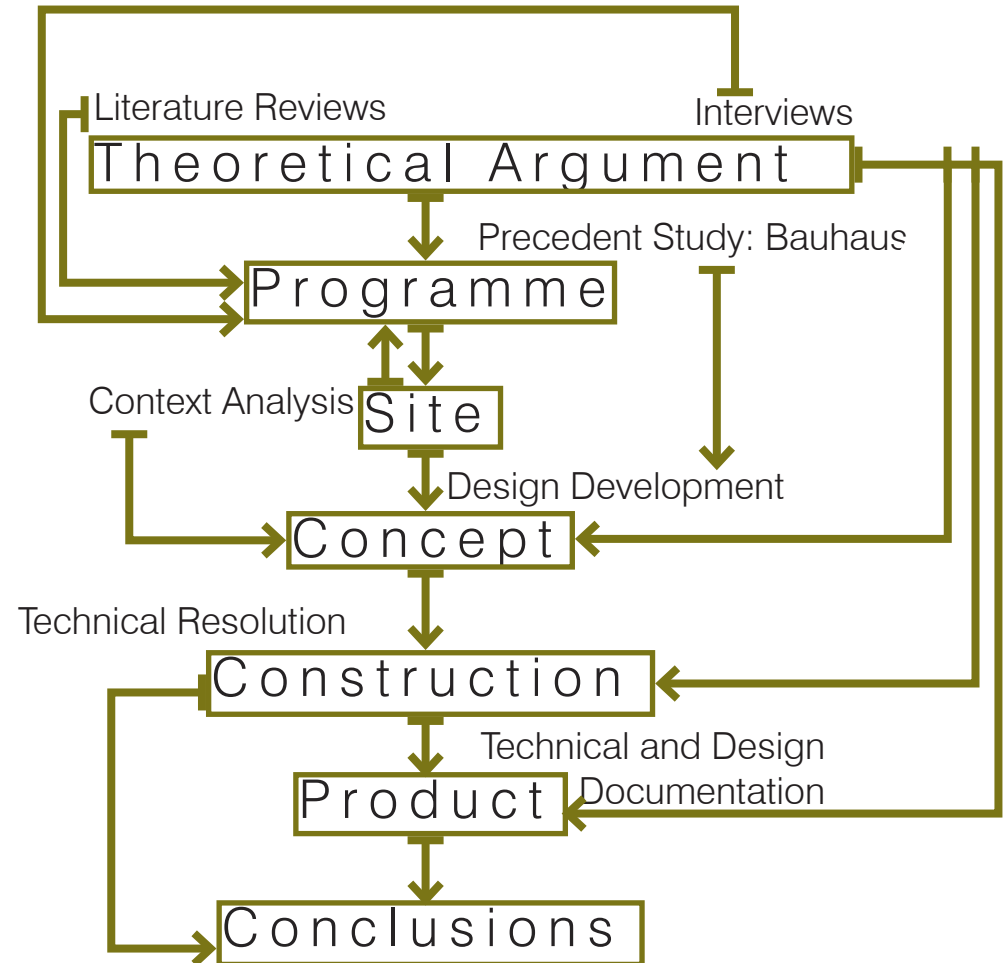 Literature Reviews
Interviews
Theoretical Argument
Precedent Study: Bauhaus
Programme
Context Analysis
Site
Design Development
Concept
Technical Resolution
Construction
Technical and Design
Documentation
Product
Conclusions